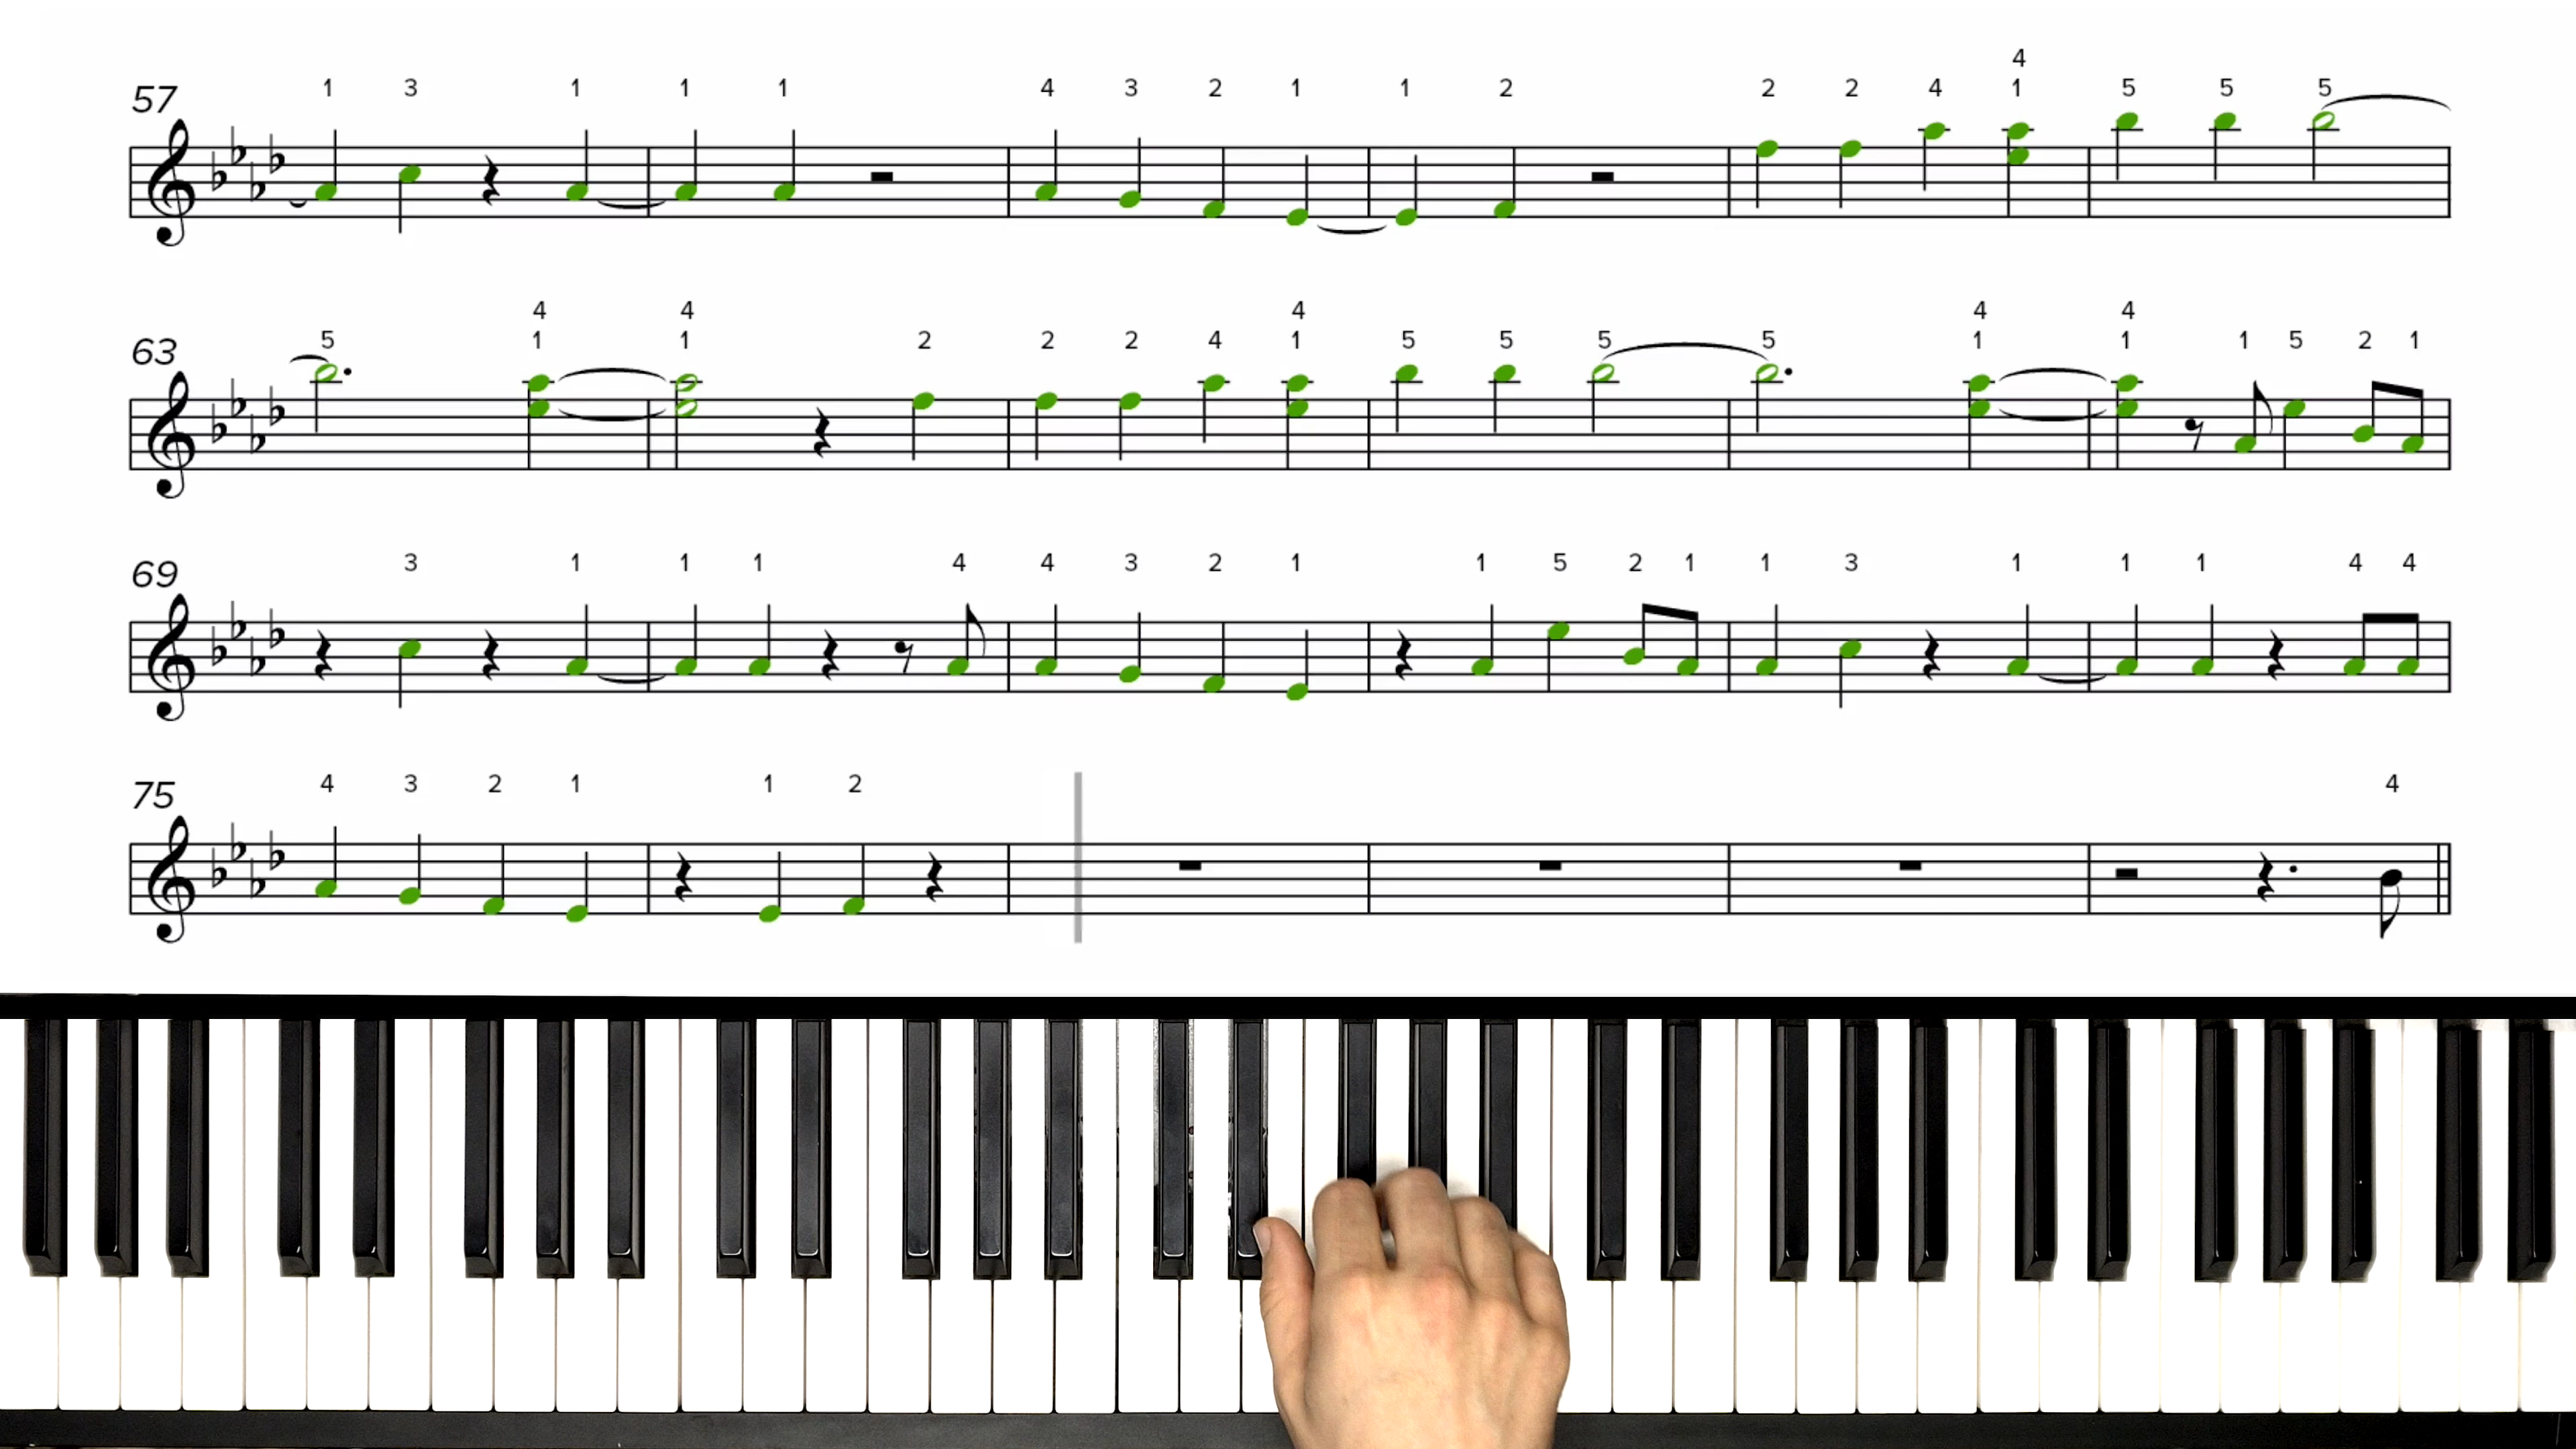 4
57 1 3 1 1 1 4 3 2 1 1 2 2 2 4 1 5 5 5
4 4 4 4 4
63 5 1 1 2 2 2 4 1 5 5 5 5 1 1 1 5 2 1
69 3 1 1 1 4 4 3 2 1 1 5 2 1 1 3 1 1 1 4 4
75 4 3 2 1 1 2 4